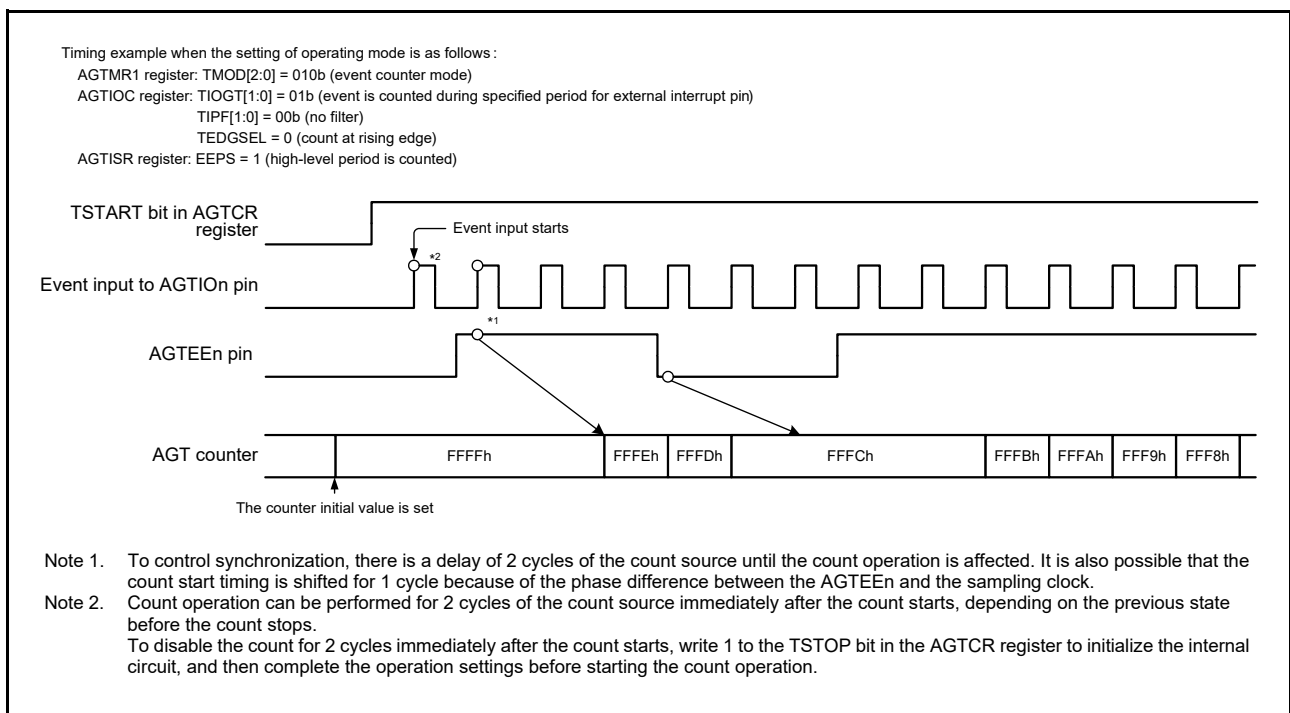 Timing example when the setting of operating mode is as follows:
AGTMR1 register: TMOD[2:0] = 010b (event counter mode)
AGTIOC register: TIOGT[1:0] = 01b (event is counted during specified period for external interrupt pin)
TIPF[1:0] = 00b (no filter)
TEDGSEL = 0 (count at rising edge)
AGTISR register: EEPS = 1 (high-level period is counted)
TSTART bit in AGTCR
register
Event input starts
*2
Event input to AGTIOn pin
*1
AGTEEn pin
AGT counter
FFFFh FFFEh FFFDh FFFCh FFFBh FFFAh FFF9h FFF8h
The counter initial value is set
Note 1. To control synchronization, there is a delay of 2 cycles of the count source until the count operation is affected. It is also possible that the
count start timing is shifted for 1 cycle because of the phase difference between the AGTEEn and the sampling clock.
Note 2. Count operation can be performed for 2 cycles of the count source immediately after the count starts, depending on the previous state
before the count stops.
To disable the count for 2 cycles immediately after the count starts, write 1 to the TSTOP bit in the AGTCR register to initialize the internal
circuit, and then complete the operation settings before starting the count operation.